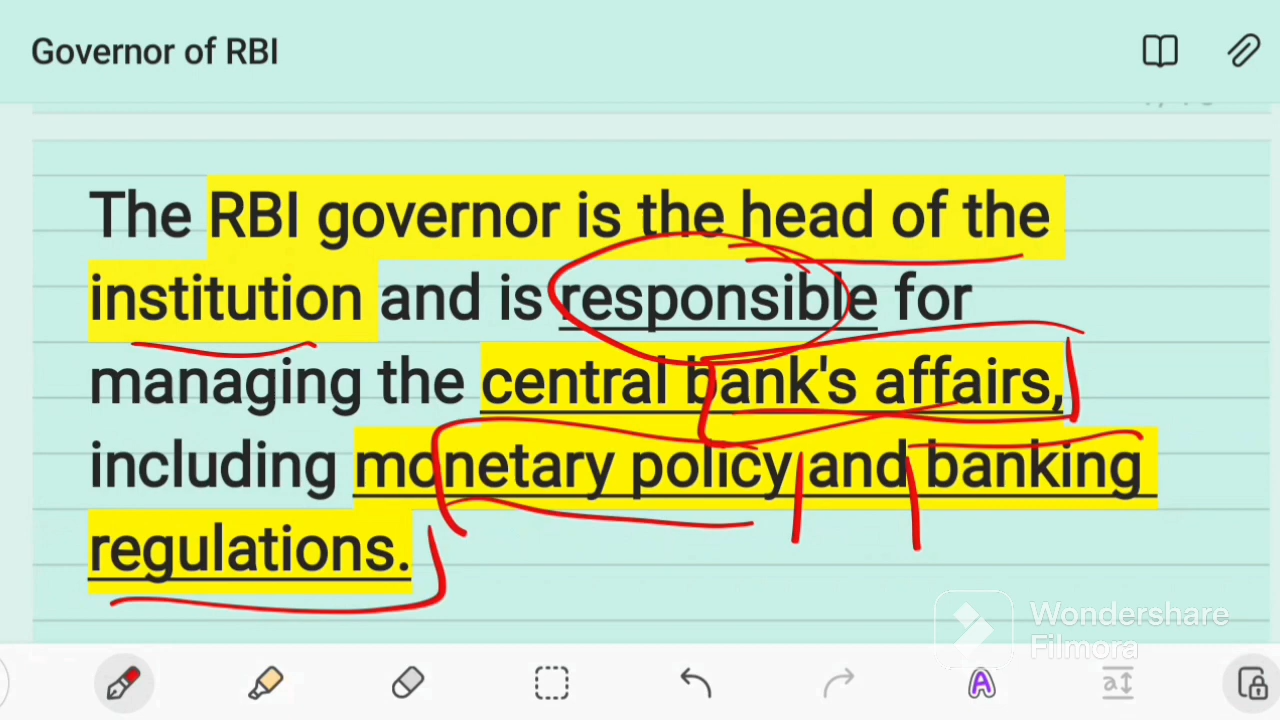 Governor of RBI
The RBI governor is the head of the
institution and is responsible for
managing the central bank's affairs,
including monetary policy and banking
regulations.
Wondershare
Filmora